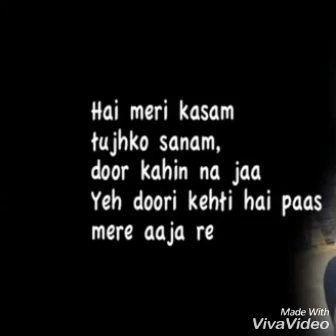 Hai meri kasam
tujhko sanam,
door kahin na jaa
Yeh doori kehti hai paas
mere aaja re
Made With
VivaVideo